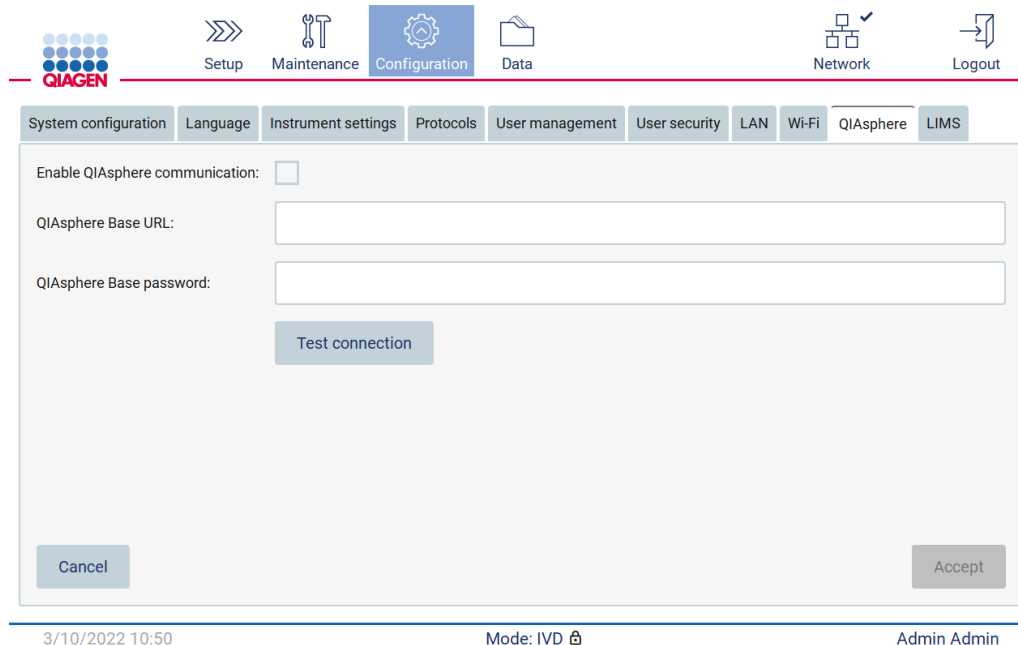 QIAGEN
Setup
Maintenance
Configuration
Data
Network
Logout
System configuration
Language
Instrument settings
Protocols
User management
User security
LAN
Wi-Fi
QIAsphere
LIMS
Enable QIAsphere communication:
QIAsphere Base URL:
QIAsphere Base password:
Test connection
Cancel
Accept
3/10/2022 10:50
Mode: IVD
Admin Admin